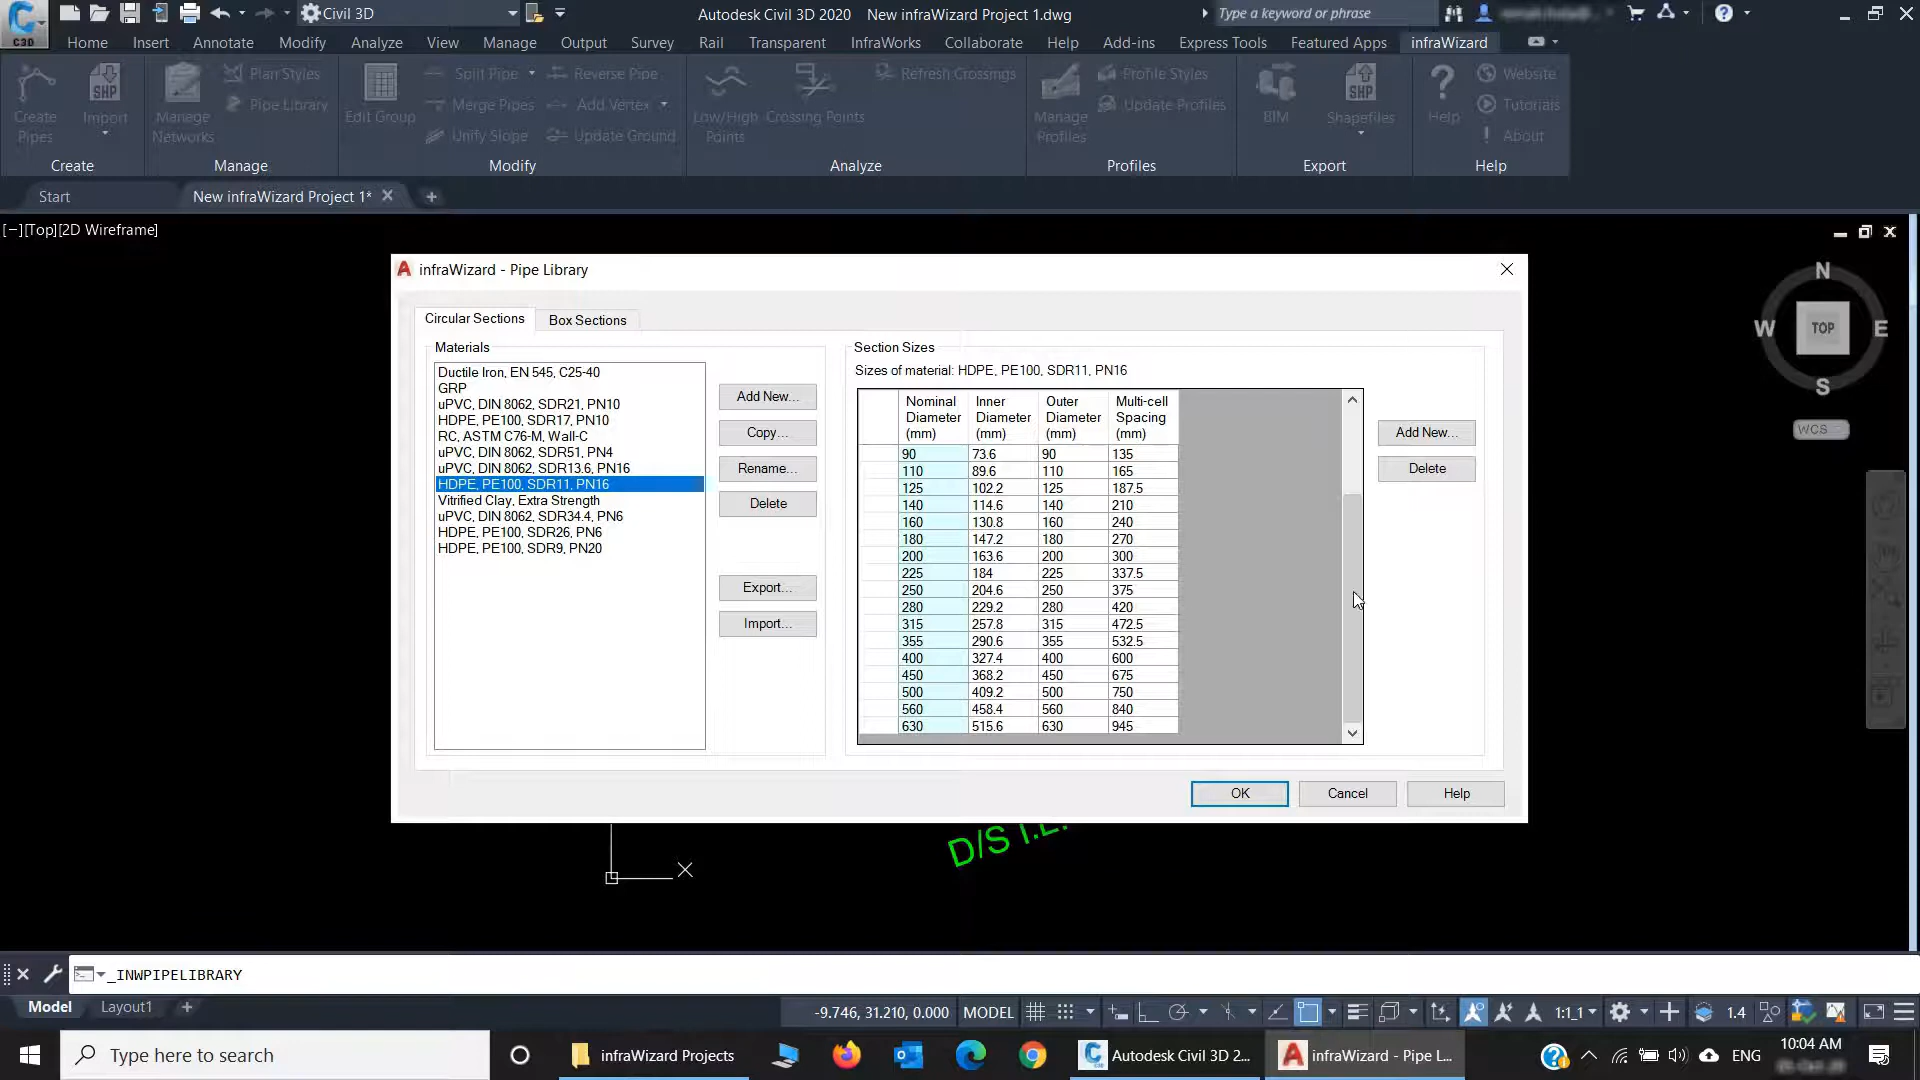 C3D
Civil 3D
Autodesk Civil 3D 2020 New infraWizard Project 1.dwg
Type a keyword or phrase
Home Insert Annotate Modify Analyze View Manage Output Survey Rail Transparent InfraWorks Collaborate Help Add-ins Express Tools Featured Apps infraWizard
Create Pipes
SHP
Import
Create
Manage Networks
Plan Styles
Pipe Library
Manage
Edit Group
Split Pipe
Merge Pipes
Unify Slope
Reverse Pipe
Add Vertex
Update Ground
Modify
Low/High Points
Crossing Points
Refresh Crossings
Analyze
Manage Profiles
Profile Styles
Update Profiles
Profiles
BIM
SHP
Shapefiles
Export
Help
Website
Tutorials
About
Help
Start New infraWizard Project 1*
[−][Top][2D Wireframe]
N
W TOP E
S
WCS
infraWizard - Pipe Library
Circular Sections Box Sections
Materials
Ductile Iron, EN 545, C25-40
GRP
uPVC, DIN 8062, SDR21, PN10
HDPE, PE100, SDR17, PN10
RC, ASTM C76-M, Wall-C
uPVC, DIN 8062, SDR51, PN4
uPVC, DIN 8062, SDR13.6, PN16
HDPE, PE100, SDR11, PN16
Vitrified Clay, Extra Strength
uPVC, DIN 8062, SDR34.4, PN6
HDPE, PE100, SDR26, PN6
HDPE, PE100, SDR9, PN20
Add New...
Copy...
Rename...
Delete
Export...
Import...
Section Sizes
Sizes of material: HDPE, PE100, SDR11, PN16
Nominal Diameter (mm) Inner Diameter (mm) Outer Diameter (mm) Multi-cell Spacing (mm)
90 73.6 90 135
110 89.6 110 165
125 102.2 125 187.5
140 114.6 140 210
160 130.8 160 240
180 147.2 180 270
200 163.6 200 300
225 184 225 337.5
250 204.6 250 375
280 229.2 280 420
315 257.8 315 472.5
355 290.6 355 532.5
400 327.4 400 600
450 368.2 450 675
500 409.2 500 750
560 458.4 560 840
630 515.6 630 945
Add New...
Delete
OK Cancel Help
D/S I.L.
_INWPIPELIBRARY
Model Layout1
-9.746, 31.210, 0.000 MODEL 1:1_1 1.4
Type here to search
infraWizard Projects
Autodesk Civil 3D 2...
infraWizard - Pipe L...
ENG
10:04 AM